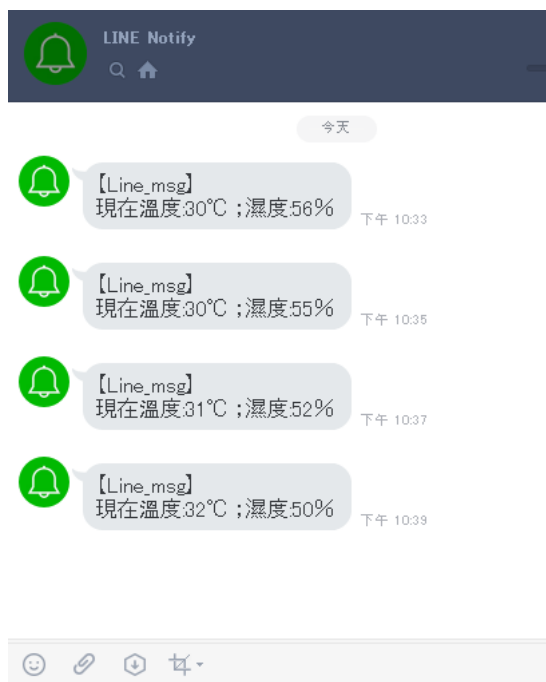 LINE Notify
今天
【Line_msg】
現在溫度:30℃ ;濕度:56%
下午 10:33
【Line_msg】
現在溫度:30℃ ;濕度:55%
下午 10:35
【Line_msg】
現在溫度:31℃ ;濕度:52%
下午 10:37
【Line_msg】
現在溫度:32℃ ;濕度:50%
下午 10:39